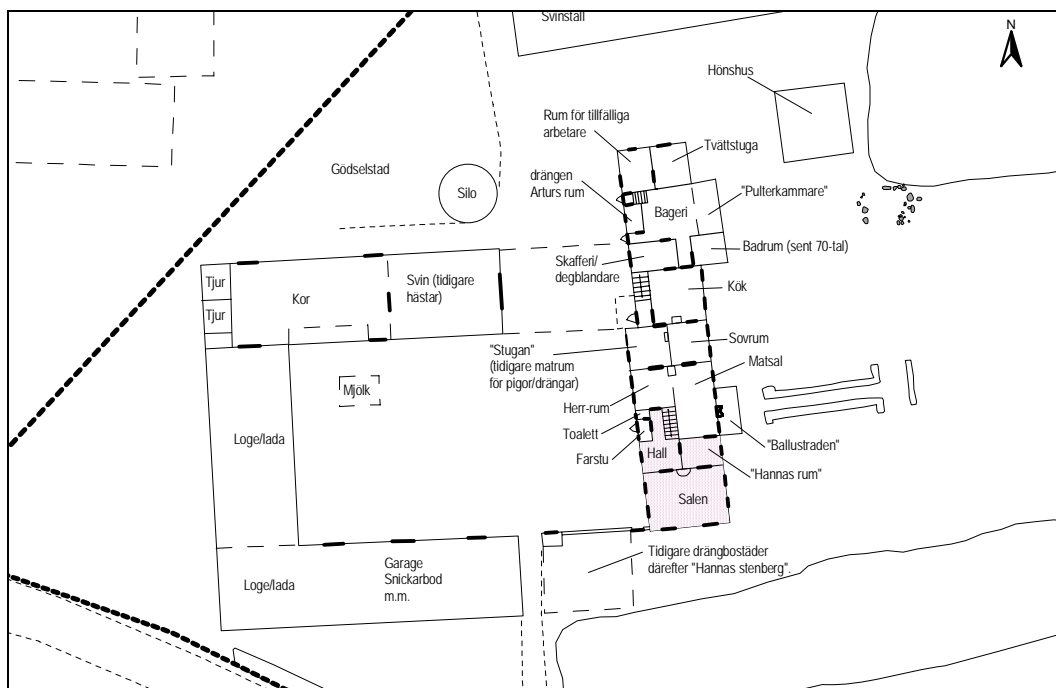 Svinstall
N
Hönshus
Rum för tillfälliga
arbetare
Tvättstuga
Gödselstad
drängen
Arturs rum
Silo
"Pulterkammare"
Bageri
Badrum (sent 70-tal)
Skafferi/
degblandare
Tjur
Kor
Svin (tidigare
hästar)
Kök
Tjur
Sovrum
"Stugan"
(tidigare matrum
för pigor/drängar)
Matsal
Mjölk
Herr-rum
Toalett
Loge/lada
"Ballustraden"
Farstu
Hall
"Hannas rum"
Salen
Tidigare drängbostäder
därefter "Hannas stenberg".
Garage
Snickarbod
m.m.
Loge/lada